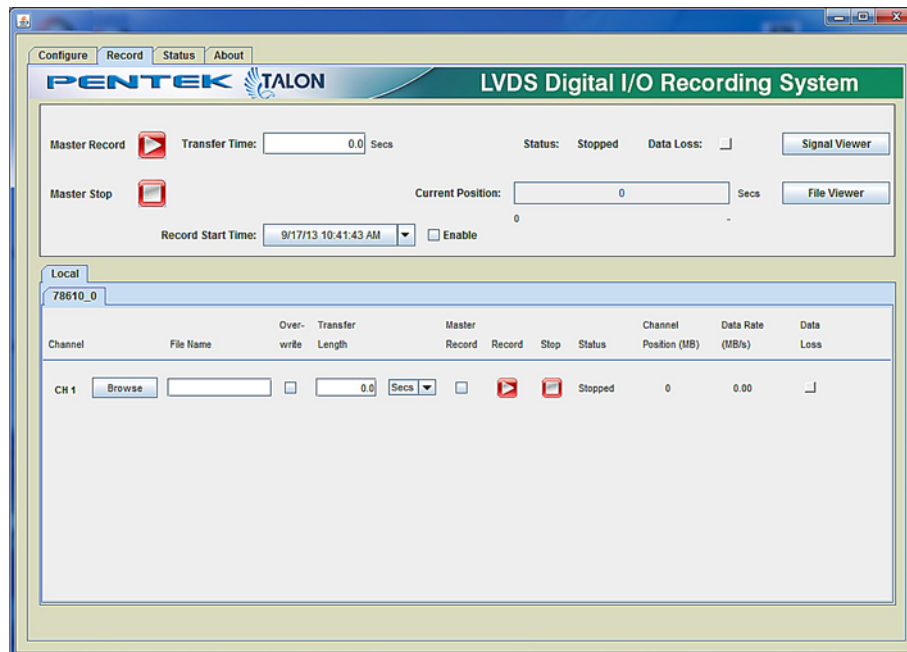 Configure Record Status About
PENTEK TALON LVDS Digital I/O Recording System
Master Record Transfer Time: 0.0 Secs Status: Stopped Data Loss: Signal Viewer
Master Stop Current Position: 0 Secs File Viewer
0 -
Record Start Time: 9/17/13 10:41:43 AM Enable
Local
78610_0
Over- Transfer Master Channel Data Rate Data
Channel File Name write Length Record Record Stop Status Position (MB) (MB/s) Loss
CH 1 Browse 0.0 Secs Stopped 0 0.00